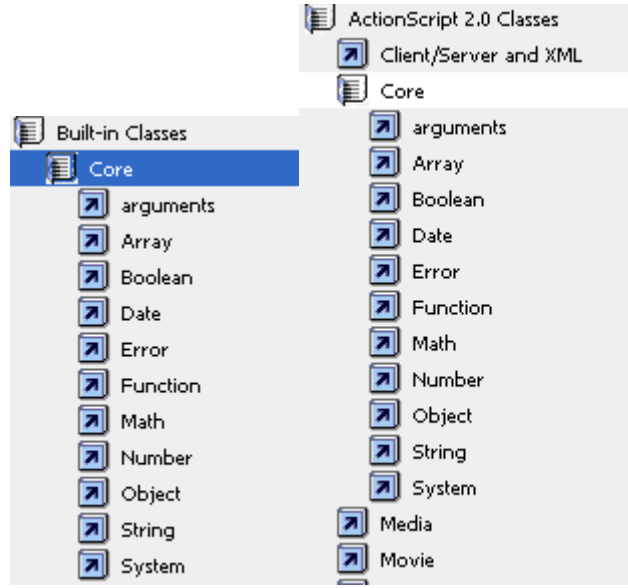 Built-in Classes
Core
arguments
Array
Boolean
Date
Error
Function
Math
Number
Object
String
System
ActionScript 2.0 Classes
Client/Server and XML
Core
arguments
Array
Boolean
Date
Error
Function
Math
Number
Object
String
System
Media
Movie